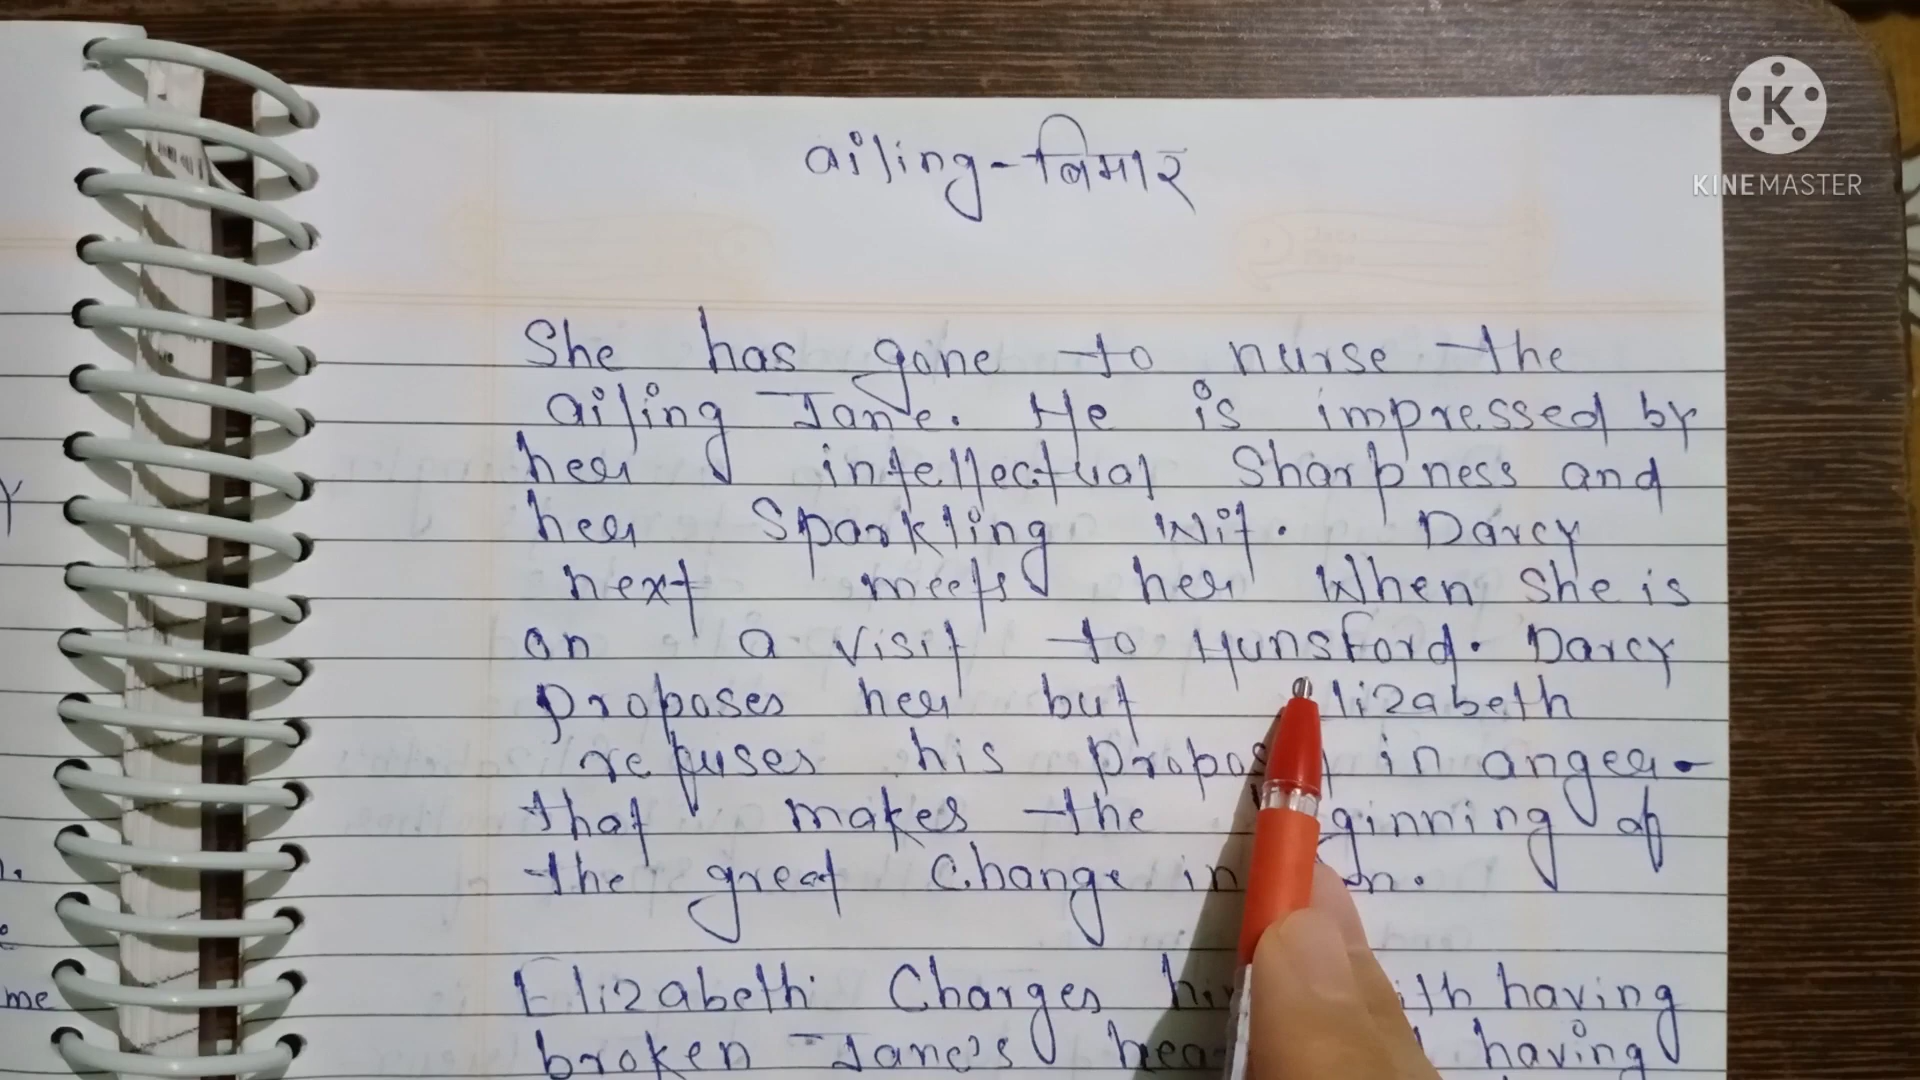 ailing - बिमार
KINEMASTER
She has gone to nurse the
ailing Jane. He is impressed by
her intellectual Sharpness and
her Sparkling wit. Darcy
next meets her When She is
on a visit to Hunsford. Darcy
proposes her but lizabeth
refuses his in anger.
that makes the of
the great Change in
Elizabeth Charges having
broken Jane's having
me